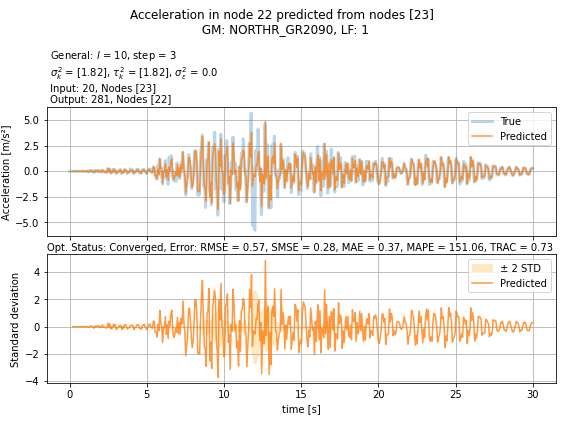 Acceleration in node 22 predicted from nodes [23]
GM: NORTHR_GR2090, LF: 1
General: l = 10, step = 3
σ²ₖ = [1.82], τ²ₖ = [1.82], σ²ε = 0.0
Input: 20, Nodes [23]
Output: 281, Nodes [22]
5.0
2.5
0.0
−2.5
−5.0
Acceleration [m/s²]
True
Predicted
Opt. Status: Converged, Error: RMSE = 0.57, SMSE = 0.28, MAE = 0.37, MAPE = 151.06, TRAC = 0.73
4
2
0
−2
−4
Standard deviation
± 2 STD
Predicted
0 5 10 15 20 25 30
time [s]